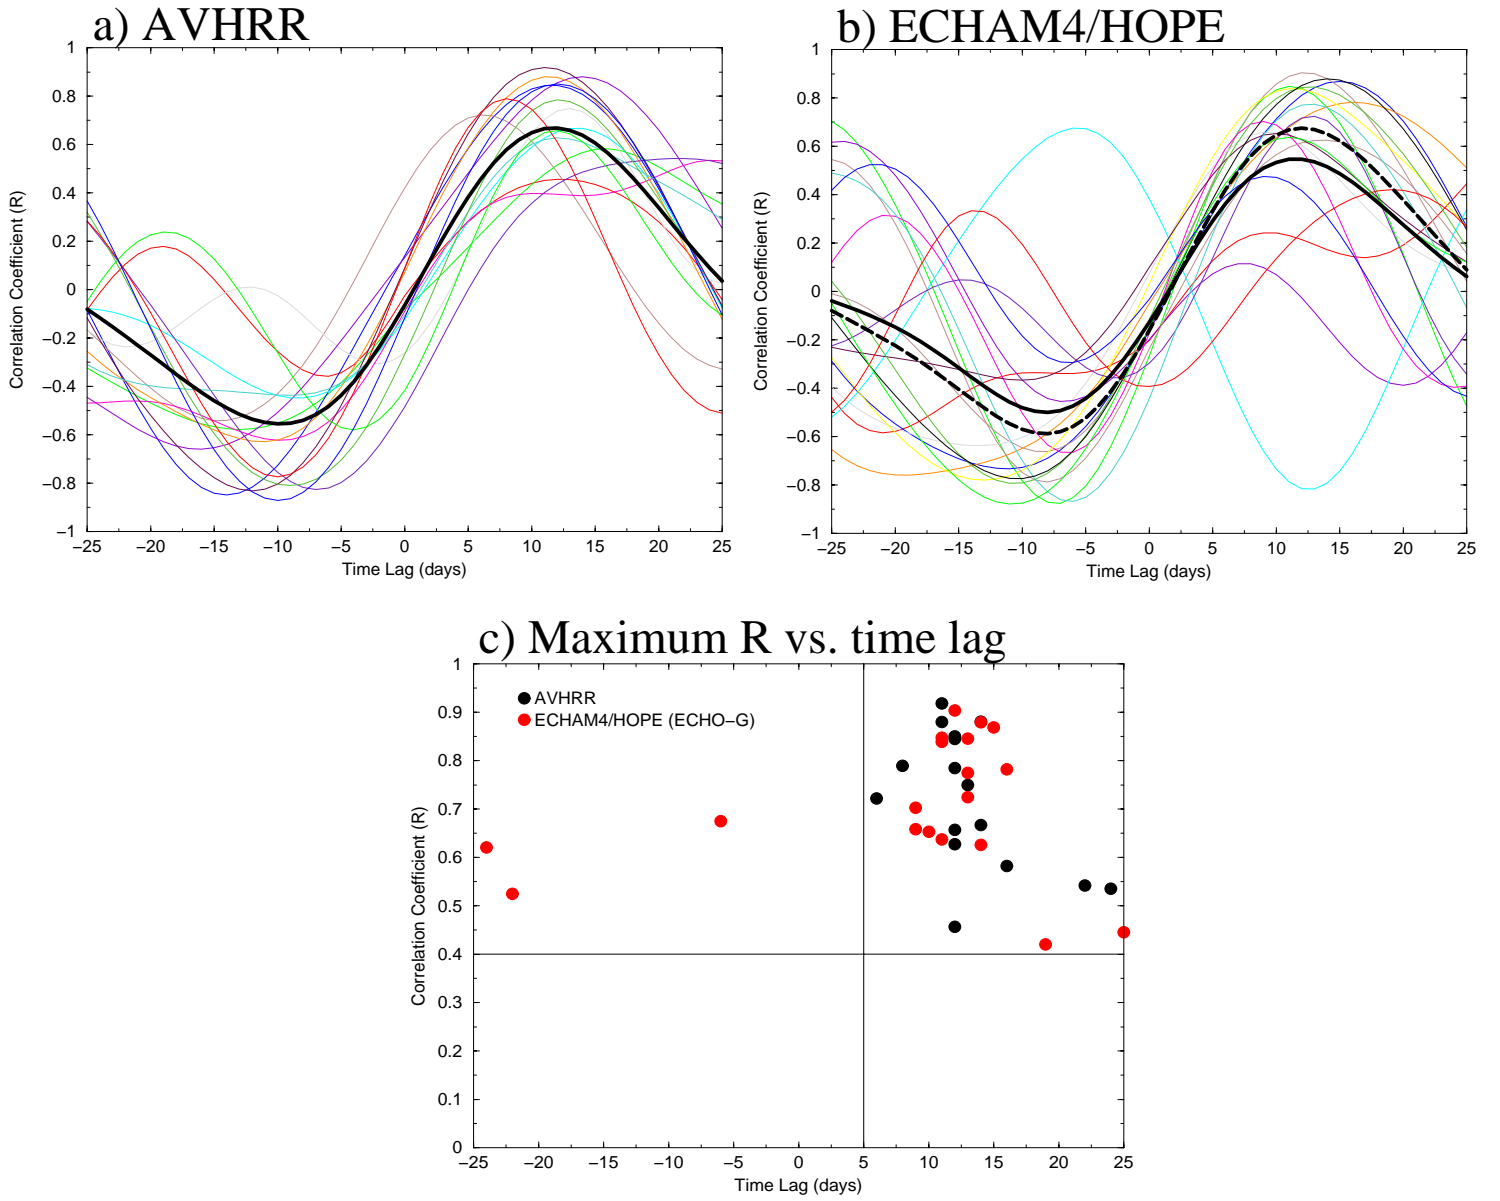 a) AVHRR
b) ECHAM4/HOPE
1
0.8
0.6
0.4
0.2
0
−0.2
−0.4
−0.6
−0.8
−1
Correlation Coefficient (R)
−25 −20 −15 −10 −5 0 5 10 15 20 25
Time Lag (days)
1
0.8
0.6
0.4
0.2
0
−0.2
−0.4
−0.6
−0.8
−1
Correlation Coefficient (R)
−25 −20 −15 −10 −5 0 5 10 15 20 25
Time Lag (days)
c) Maximum R vs. time lag
AVHRR
ECHAM4/HOPE (ECHO−G)
1
0.9
0.8
0.7
0.6
0.5
0.4
0.3
0.2
0.1
0
Correlation Coefficient (R)
−25 −20 −15 −10 −5 0 5 10 15 20 25
Time Lag (days)